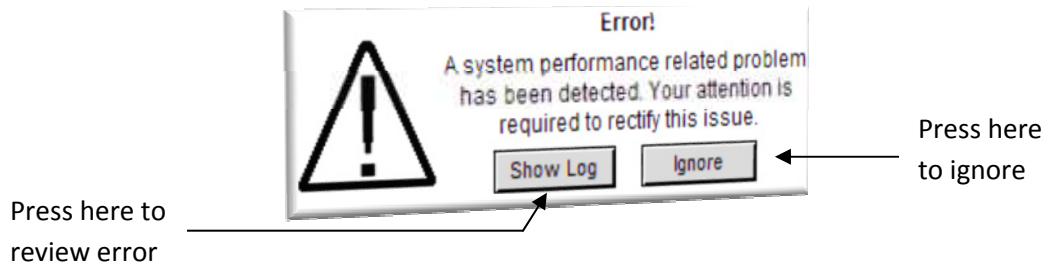 Error!
A system performance related problem
has been detected. Your attention is
required to rectify this issue.
Show Log
Ignore
Press here
to ignore
Press here to
review error